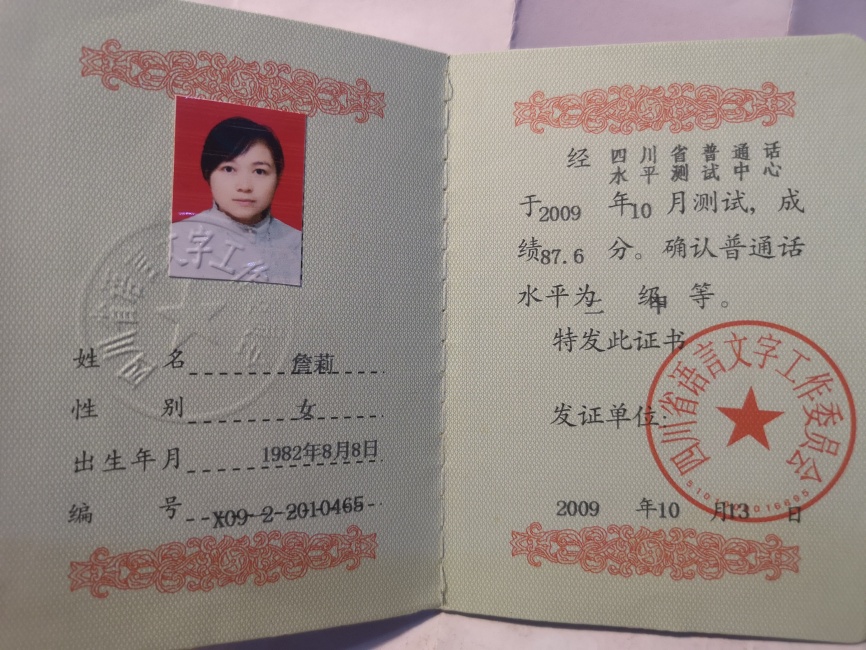 姓名 詹莉
性别 女
出生年月 1982年8月8日
编号 X09-2-2010465
经 四川省普通话
水平测试中心
于2009 年10 月测试，成
绩87.6 分。确认普通话
水平为二 级甲 等。
特发此证书
发证单位：
四川省语言文字工作委员会
2009 年10 月13 日